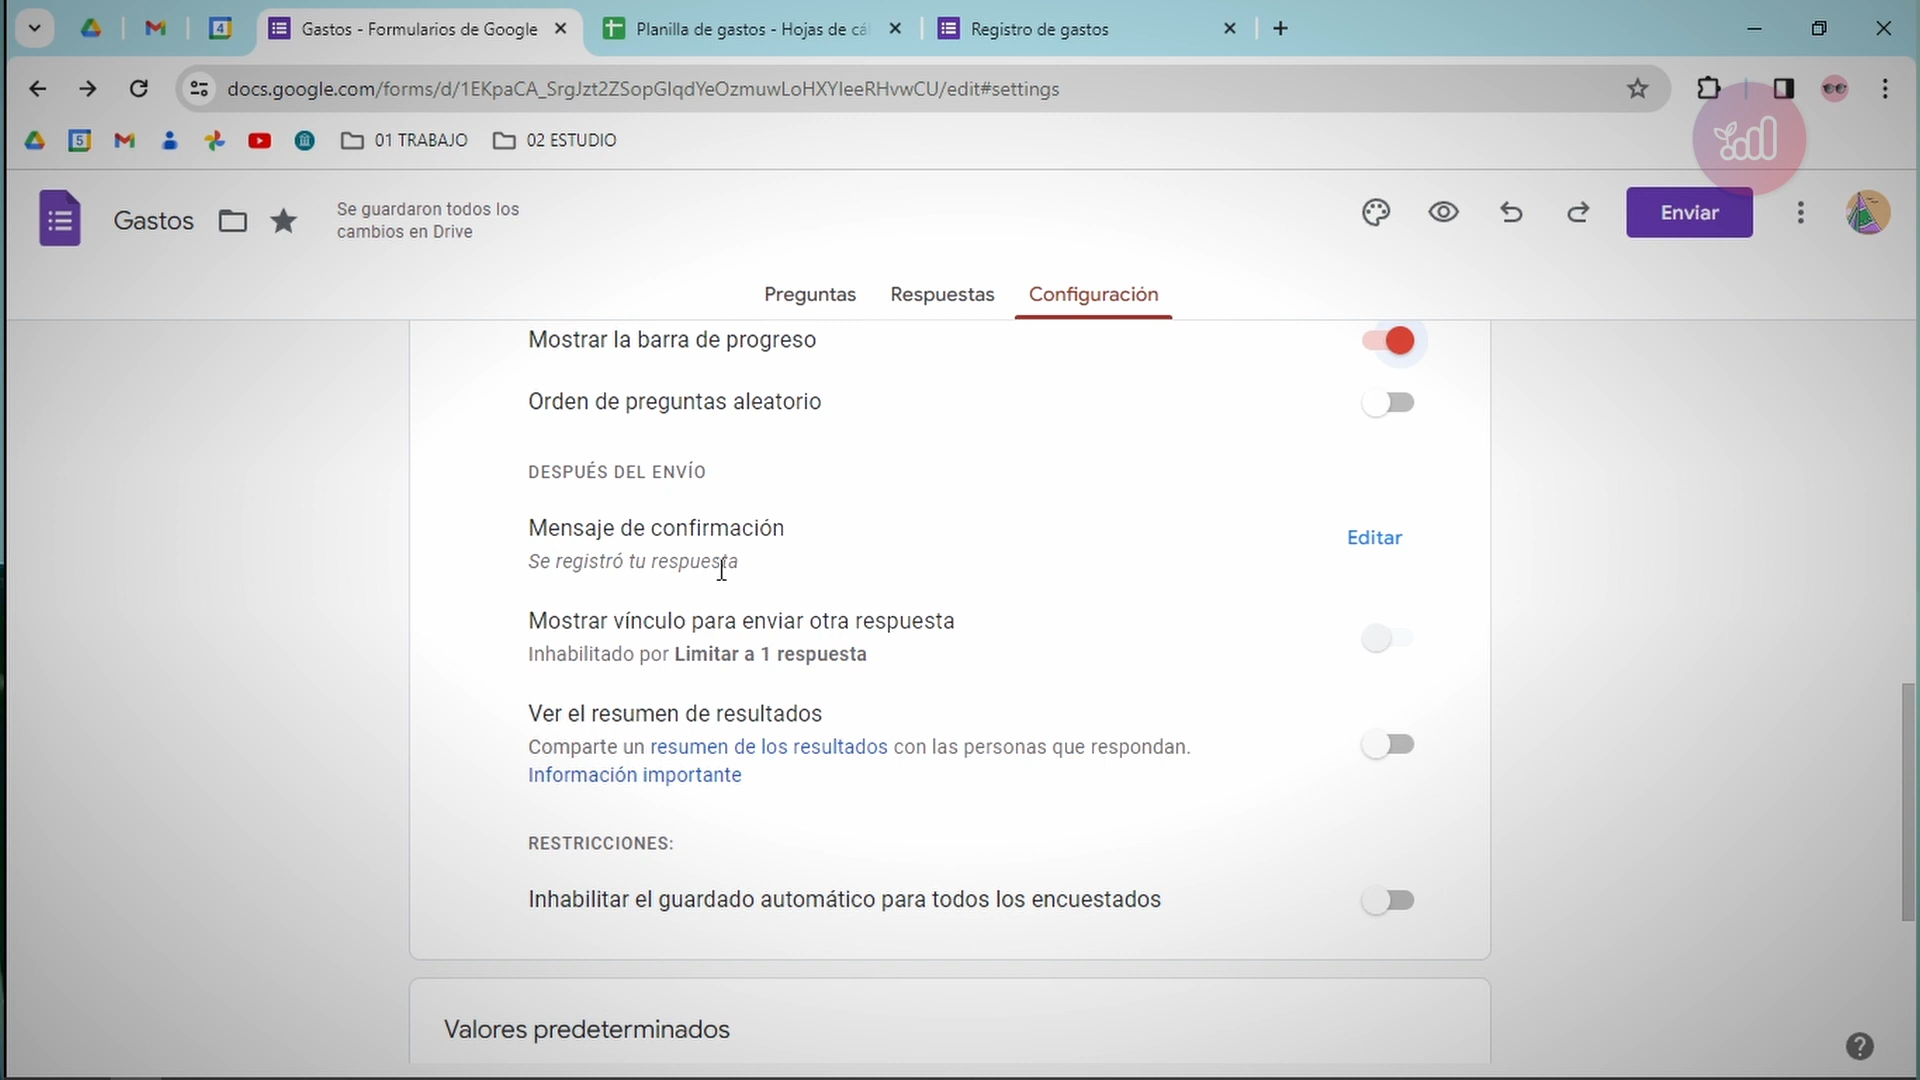 4
Gastos - Formularios de Google
Planilla de gastos - Hojas de cál
Registro de gastos
docs.google.com/forms/d/1EKpaCA_SrgJzt2ZSopGlqdYeOzmuwLoHXYIeeRHvwCU/edit#settings
5
01 TRABAJO
02 ESTUDIO
Gastos
Se guardaron todos los
cambios en Drive
Enviar
Preguntas
Respuestas
Configuración
Mostrar la barra de progreso
Orden de preguntas aleatorio
DESPUÉS DEL ENVÍO
Mensaje de confirmación
Editar
Se registró tu respuesta
Mostrar vínculo para enviar otra respuesta
Inhabilitado por Limitar a 1 respuesta
Ver el resumen de resultados
Comparte un resumen de los resultados con las personas que respondan.
Información importante
RESTRICCIONES:
Inhabilitar el guardado automático para todos los encuestados
Valores predeterminados